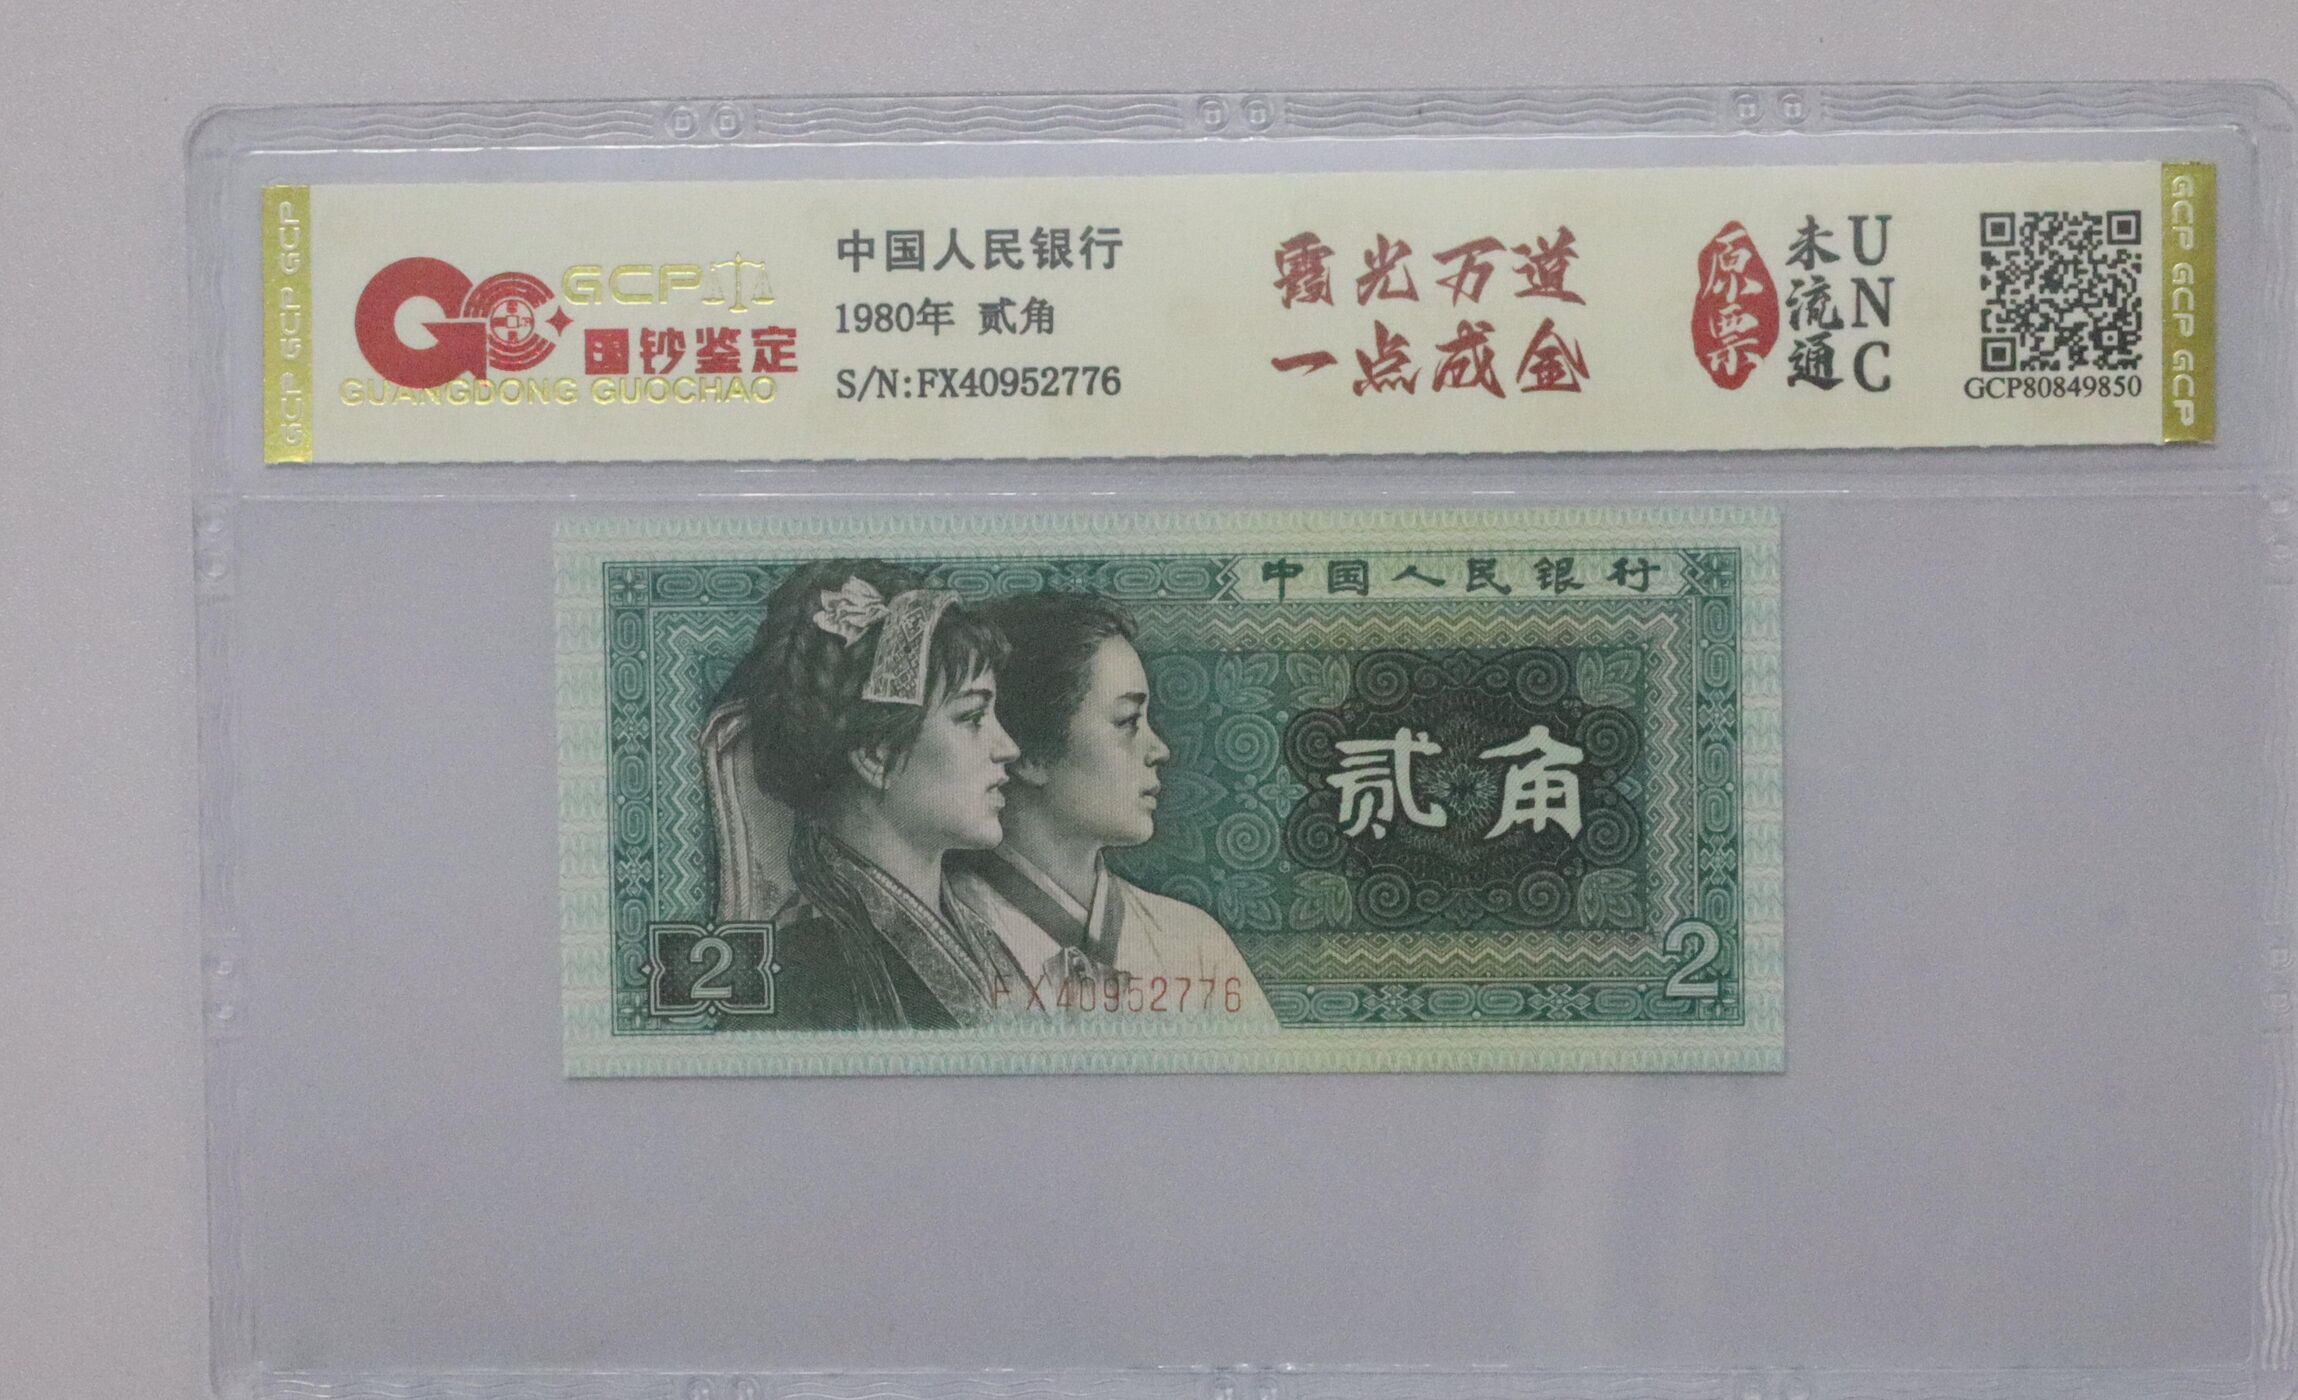 GCP GCP GCP
GCP
国钞鉴定
GUANGDONG GUOCHAO
中国人民银行
1980年 贰角
S/N:FX40952776
霞光万道
一点成金
原票
未流通
UNC
GCP80849850
GCP GCP GCP
中国人民银行
贰角
2
FX40952776
2